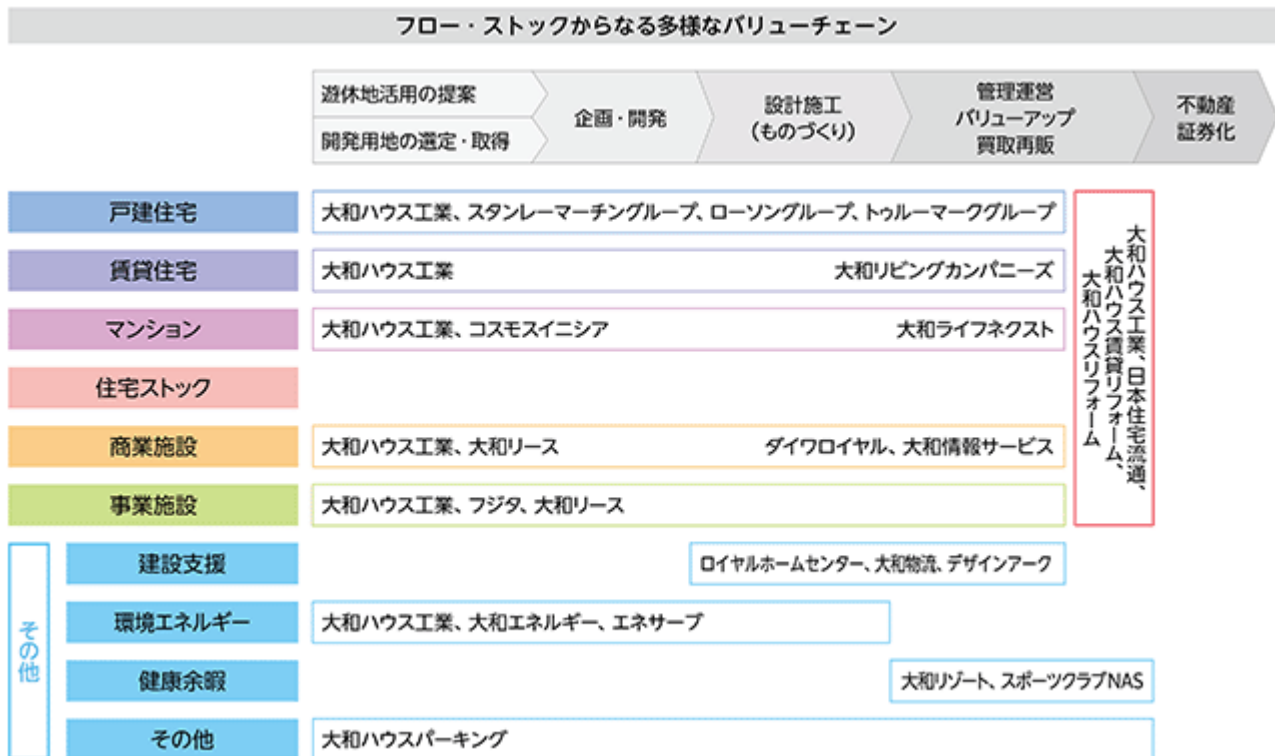 フロー・ストックからなる多様なバリューチェーン
遊休地活用の提案
開発用地の選定・取得
企画・開発
設計施工
(ものづくり)
管理運営
バリューアップ
買取再販
不動産
証券化
戸建住宅
大和ハウス工業、スタンレーマーチングループ、ローソングループ、トゥルーマークグループ
賃貸住宅
大和ハウス工業
大和リビングカンパニーズ
マンション
大和ハウス工業、コスモスイニシア
大和ライフネクスト
住宅ストック
商業施設
大和ハウス工業、大和リース
ダイワロイヤル、大和情報サービス
事業施設
大和ハウス工業、フジタ、大和リース
大和ハウス工業、日本住宅流通、
大和ハウス賃貸リフォーム、
大和ハウスリフォーム
その他
建設支援
ロイヤルホームセンター、大和物流、デザインアーク
環境エネルギー
大和ハウス工業、大和エネルギー、エネサーブ
健康余暇
大和リゾート、スポーツクラブNAS
その他
大和ハウスパーキング